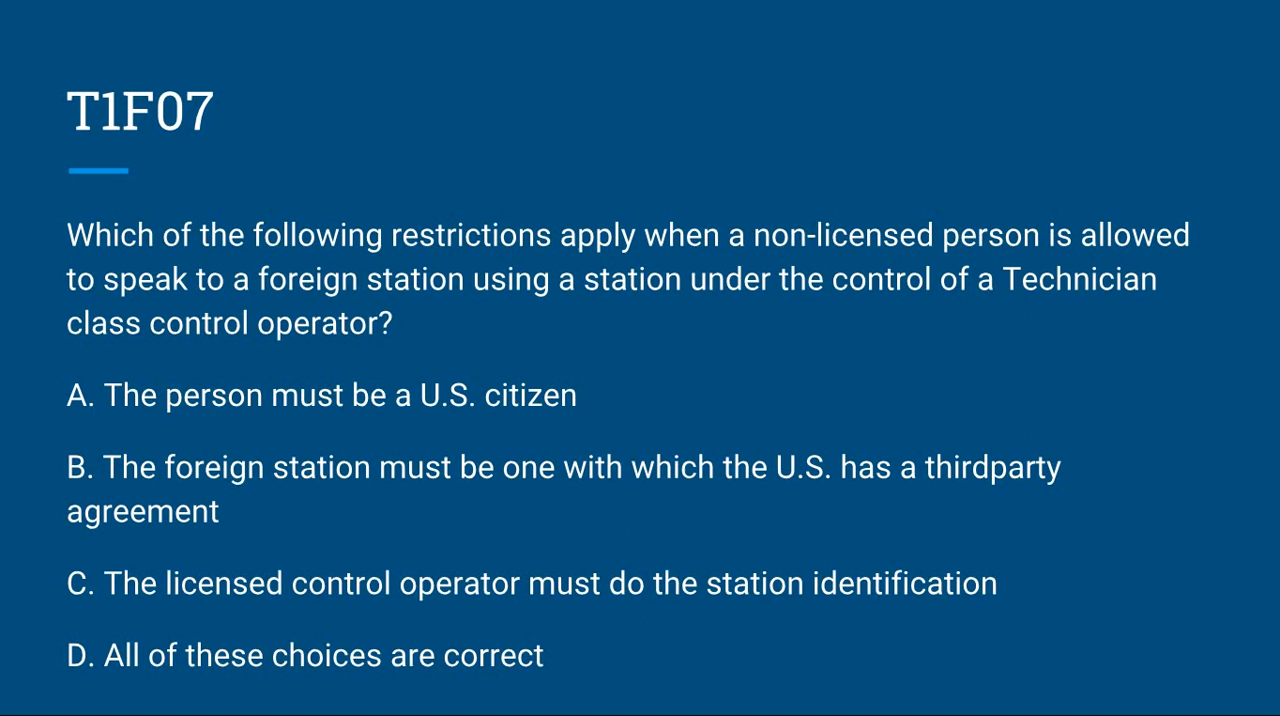 T1F07
Which of the following restrictions apply when a non-licensed person is allowed
to speak to a foreign station using a station under the control of a Technician
class control operator?
A. The person must be a U.S. citizen
B. The foreign station must be one with which the U.S. has a thirdparty
agreement
C. The licensed control operator must do the station identification
D. All of these choices are correct